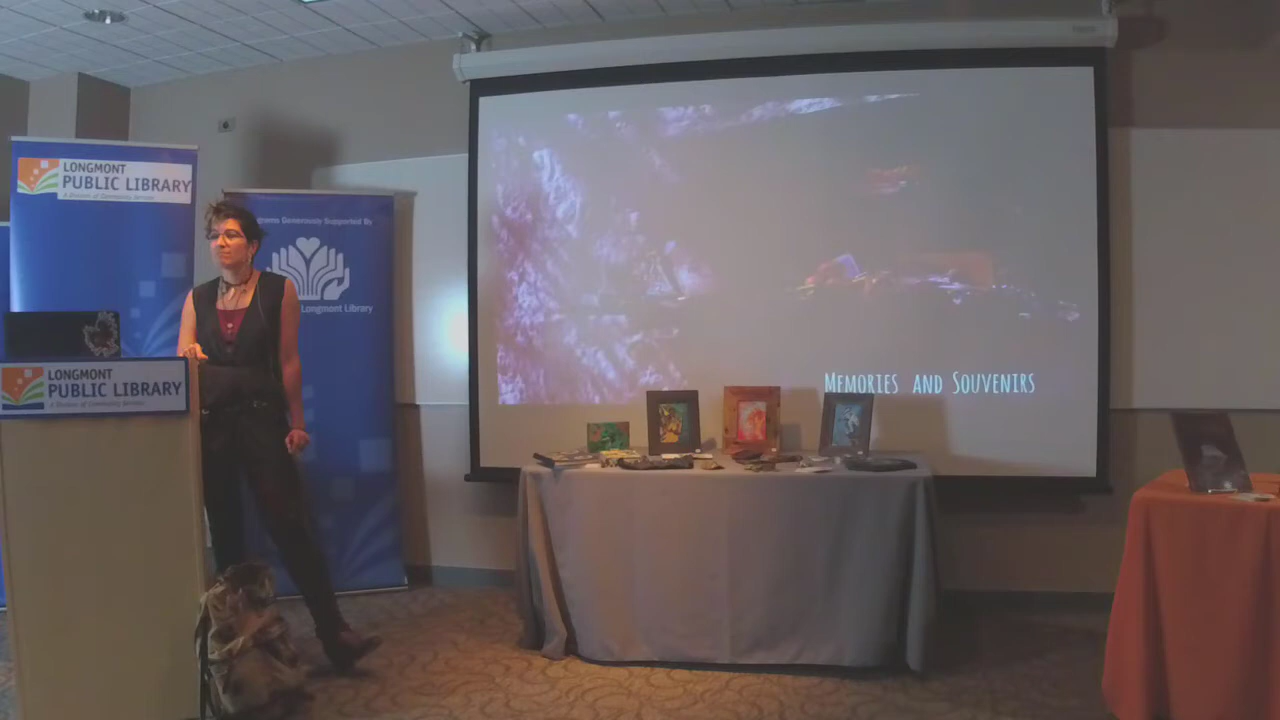 LONGMONT
PUBLIC LIBRARY
A Division of Community Services
Generously Supported By
Longmont Library
LONGMONT
PUBLIC LIBRARY
A Division of Community Services
MEMORIES AND SOUVENIRS